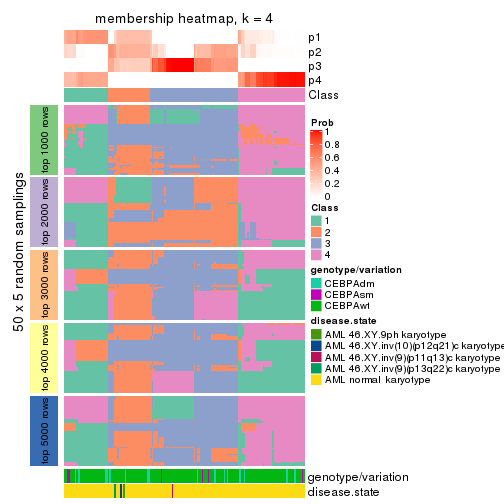 membership heatmap, k = 4
p1
p2
p3
p4
Class
50 x 5 random samplings
top 1000 rows
top 2000 rows
top 3000 rows
top 4000 rows
top 5000 rows
Prob
1
0.8
0.6
0.4
0.2
0
Class
1
2
3
4
genotype/variation
CEBPAdm
CEBPAsm
CEBPAwt
disease.state
AML 46.XY.9ph karyotype
AML 46.XY.inv(10)(p12q21)c karyotype
AML 46.XY.inv(9)(p11q13)c karyotype
AML 46.XY.inv(9)(p13q22)c karyotype
AML normal karyotype
genotype/variation
disease.state